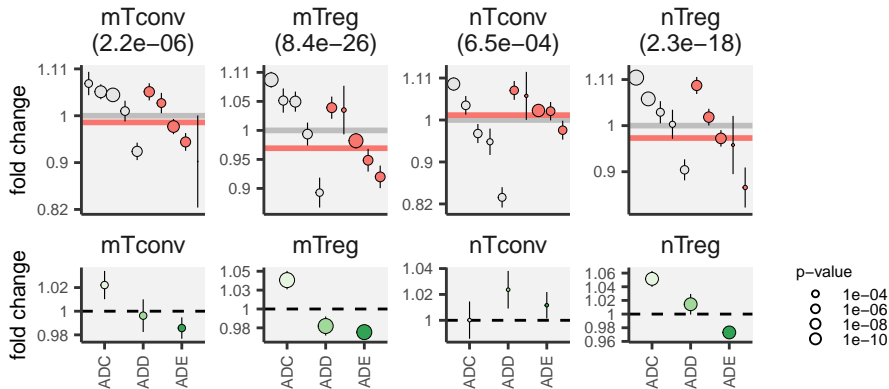 mTconv
(2.2e−06)
mTreg
(8.4e−26)
nTconv
(6.5e−04)
nTreg
(2.3e−18)
fold change
1.11
1
0.9
0.82
1.11
1.05
1
0.95
0.9
1.11
1
0.9
0.82
1.11
1
0.9
mTconv
mTreg
nTconv
nTreg
fold change
1.02
1
0.98
1.05
1
0.98
1.04
1.02
1
1.06
1.04
1.02
1
0.98
0.96
ADC
ADD
ADE
ADC
ADD
ADE
ADC
ADD
ADE
ADC
ADD
ADE
p−value
1e−04
1e−06
1e−08
1e−10